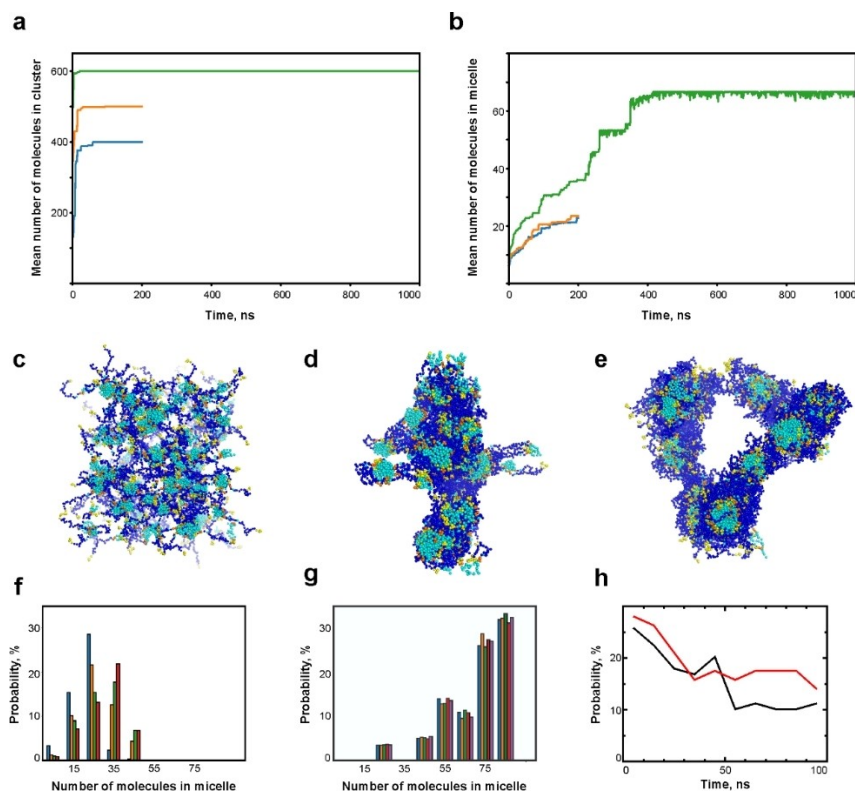 a
b
Mean number of molecules in cluster
600
400
200
0
200
400
600
800
1000
Time, ns
Mean number of molecules in micelle
60
40
20
0
200
400
600
800
1000
Time, ns
c
d
e
f
g
h
Probability, %
30
20
10
0
15
35
55
75
Number of molecules in micelle
Probability, %
30
20
10
0
15
35
55
75
Number of molecules in micelle
Probability, %
20
10
0
50
100
Time, ns